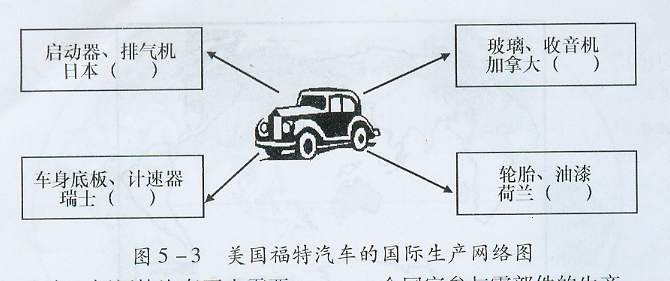 启动器、排气机
日本（　　）
玻璃、收音机
加拿大（　　）
车身底板、计速器
瑞士（　　）
轮胎、油漆
荷兰（　　）
图 5-3 美国福特汽车的国际生产网络图